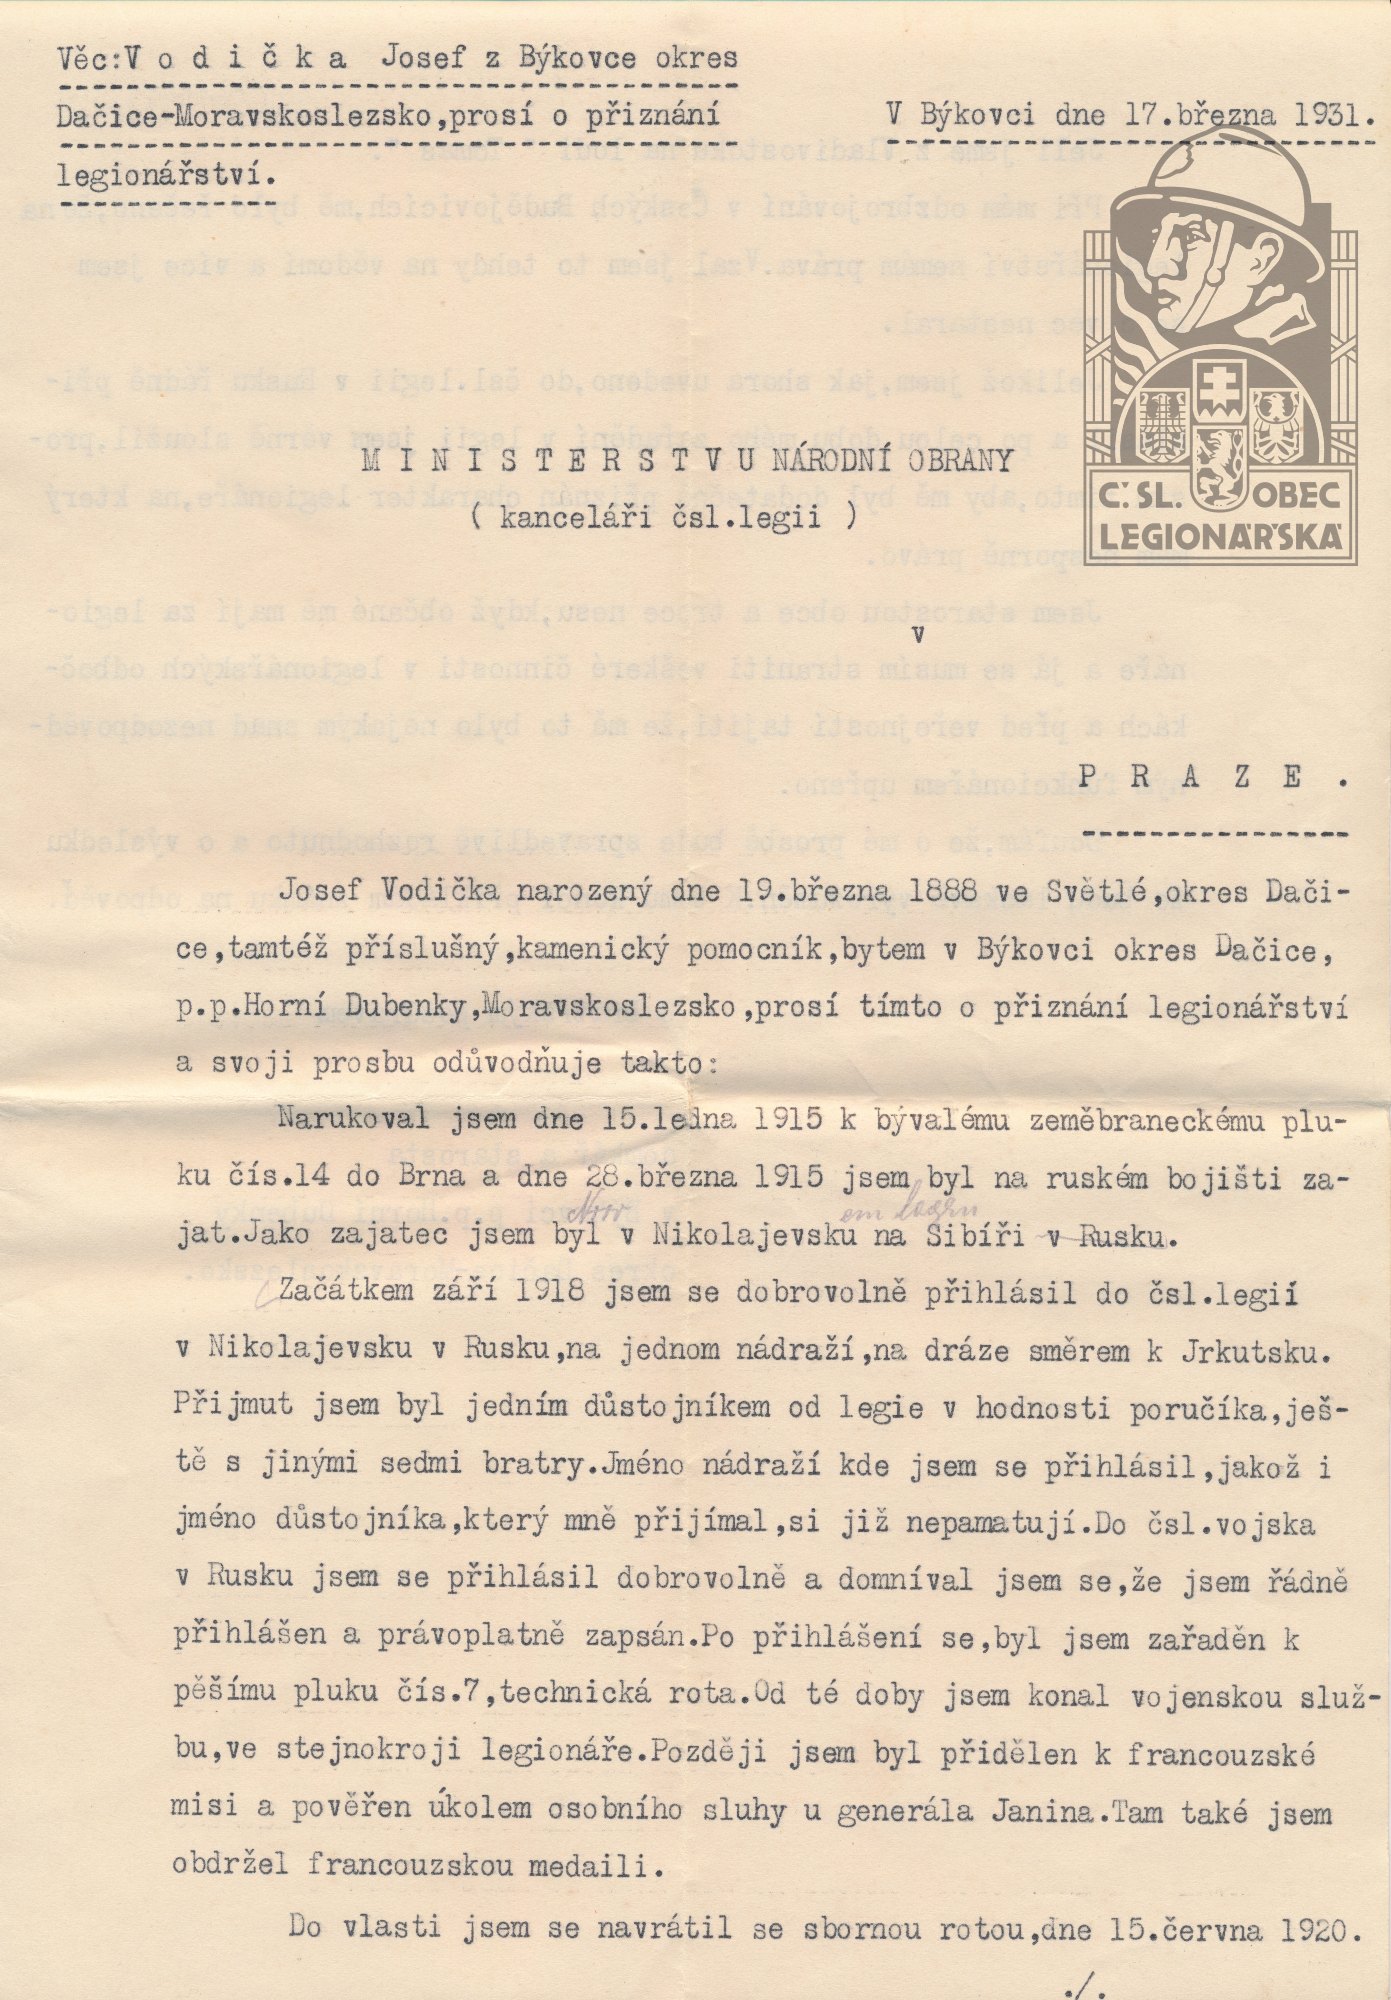 Věc:V o d i č k a  Josef z Býkovce okres
Dačice-Moravskoslezsko,prosí o přiznání
legionářství.
V Býkovci dne 17.března 1931.
M I N I S T E R S T V U NÁRODNÍ OBRANY
( kanceláři čsl.legii )
v
P R A Z E .
Č.SL. OBEC
LEGIONÁŘSKÁ
Josef Vodička narozený dne 19.března 1888 ve Světlé,okres Dači-
ce,tamtéž příslušný,kamenický pomocník,bytem v Býkovci okres Dačice,
p.p.Horní Dubenky,Moravskoslezsko,prosí tímto o přiznání legionářství
a svoji prosbu odůvodňuje takto:
Narukoval jsem dne 15.ledna 1915 k bývalému zeměbraneckému plu-
ku čís.14 do Brna a dne 28.března 1915 jsem byl na ruském bojišti za-
jat.Jako zajatec jsem byl v Nikolajevsku na Sibíři v Rusku.
Začátkem září 1918 jsem se dobrovolně přihlásil do čsl.legií
v Nikolajevsku v Rusku,na jednom nádraží,na dráze směrem k Jrkutsku.
Přijmut jsem byl jedním důstojníkem od legie v hodnosti poručíka,ješ-
tě s jinými sedmi bratry.Jméno nádraží kde jsem se přihlásil,jakož i
jméno důstojníka,který mně přijímal,si již nepamatují.Do čsl.vojska
v Rusku jsem se přihlásil dobrovolně a domníval jsem se,že jsem řádně
přihlášen a právoplatně zapsán.Po přihlášení se,byl jsem zařaděn k
pěšímu pluku čís.7,technická rota.Od té doby jsem konal vojenskou služ-
bu,ve stejnokroji legionáře.Později jsem byl přidělen k francouzské
misi a pověřen úkolem osobního sluhy u generála Janina.Tam také jsem
obdržel francouzskou medaili.
Do vlasti jsem se navrátil se sbornou rotou,dne 15.června 1920.
./.